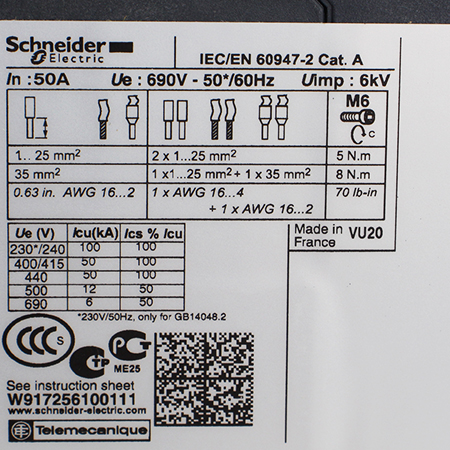 Schneider
Electric
IEC/EN 60947-2 Cat. A
In : 50A Ue : 690V - 50*/60Hz Uimp : 6kV
M6
C
1... 25 mm² 2 x 1...25 mm² 5 N.m
35 mm² 1 x1...25 mm² + 1 x 35 mm² 8 N.m
0.63 in. AWG 16...2 1 x AWG 16...4 70 lb-in
+ 1 x AWG 16...2
Ue (V) Icu(kA) Ics % Icu
230*/240 100 100
400/415 50 100
440 50 100
500 12 50
690 6 50
Made in
France VU20
*230V/50Hz, only for GB14048.2
CCC S
PCT
ME25
See instruction sheet
W917256100111
www.schneider-electric.com
Telemecanique